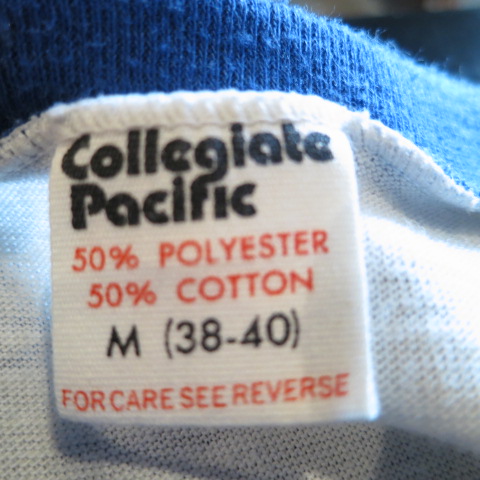 Collegiate
Pacific
50% POLYESTER
50% COTTON
M (38-40)
FOR CARE SEE REVERSE